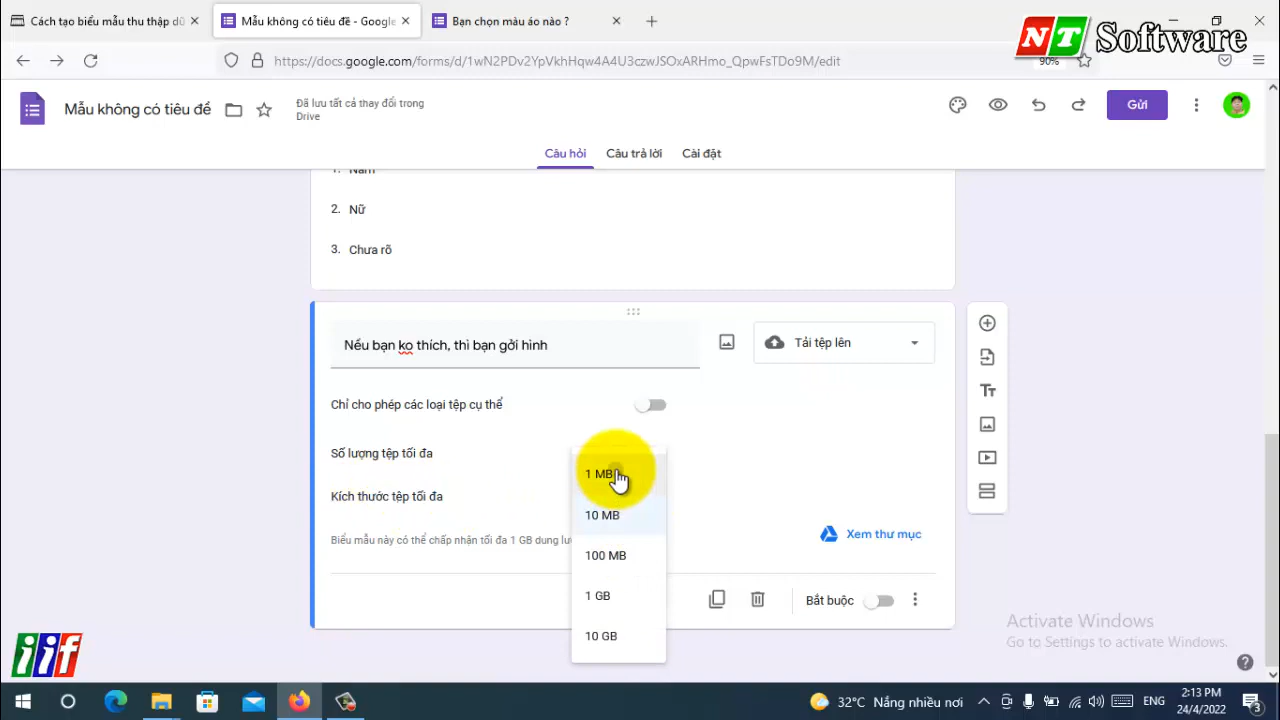 Cách tạo biểu mẫu thu thập dũ
Mẫu không có tiêu đề - Google
Bạn chọn màu áo nào ?
NT Software
https://docs.google.com/forms/d/1wN2PDv2YpVkhHqw4A4U3czwJSOxARHmo_QpwFsTDo9M/edit
90%
Mẫu không có tiêu đề
Đã lưu tất cả thay đổi trong
Drive
Gửi
Câu hỏi
Câu trả lời
Cài đặt
1. Nam
2. Nữ
3. Chưa rõ
Nếu bạn ko thích, thì bạn gởi hình
Tải tệp lên
Chỉ cho phép các loại tệp cụ thể
Số lượng tệp tối đa
1 MB
Kích thước tệp tối đa
10 MB
Biểu mẫu này có thể chấp nhận tối đa 1 GB dung lư
Xem thư mục
100 MB
1 GB
Bắt buộc
10 GB
Activate Windows
Go to Settings to activate Windows.
iif
32°C Nắng nhiều nơi
ENG
2:13 PM
24/4/2022
3